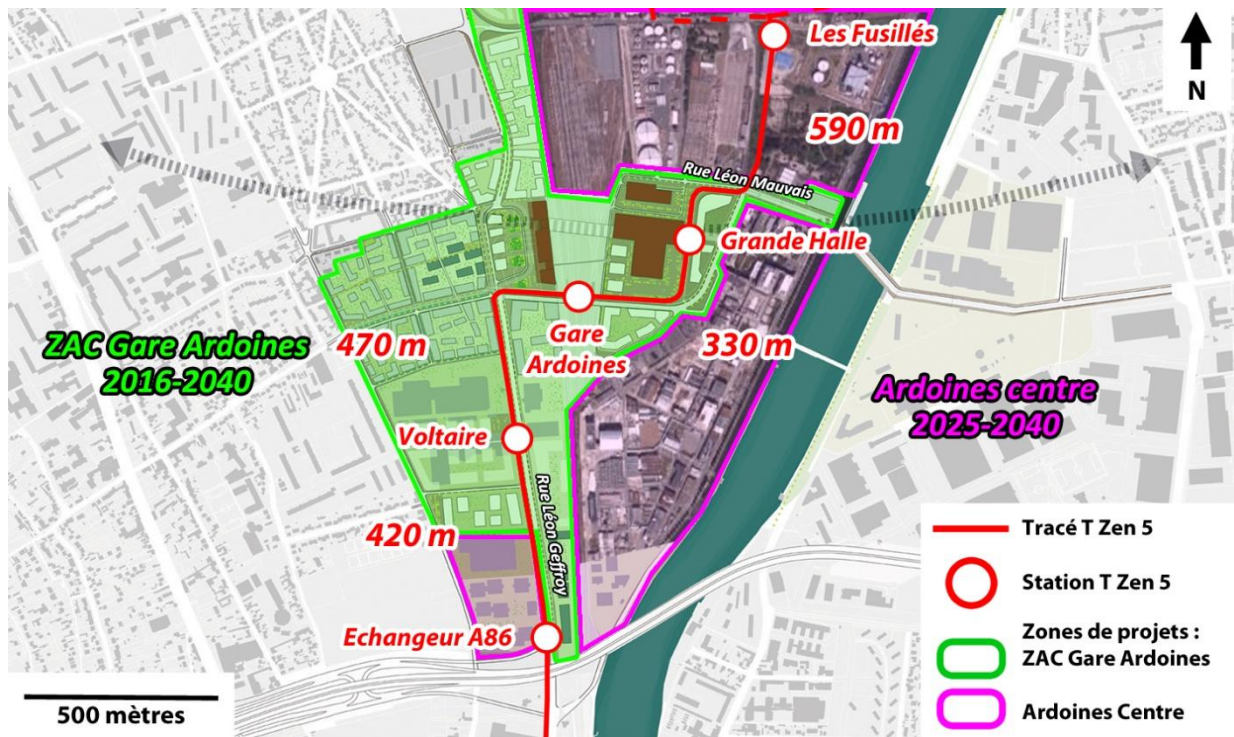 Les Fusillés
N
590 m
Rue Léon Mauvais
Grande Halle
Gare
Ardoines
470 m
330 m
ZAC Gare Ardoines
2016-2040
Ardoines centre
2025-2040
Voltaire
Rue Léon Geffroy
420 m
Echangeur A86
500 mètres
Tracé T Zen 5
Station T Zen 5
Zones de projets :
ZAC Gare Ardoines
Ardoines Centre